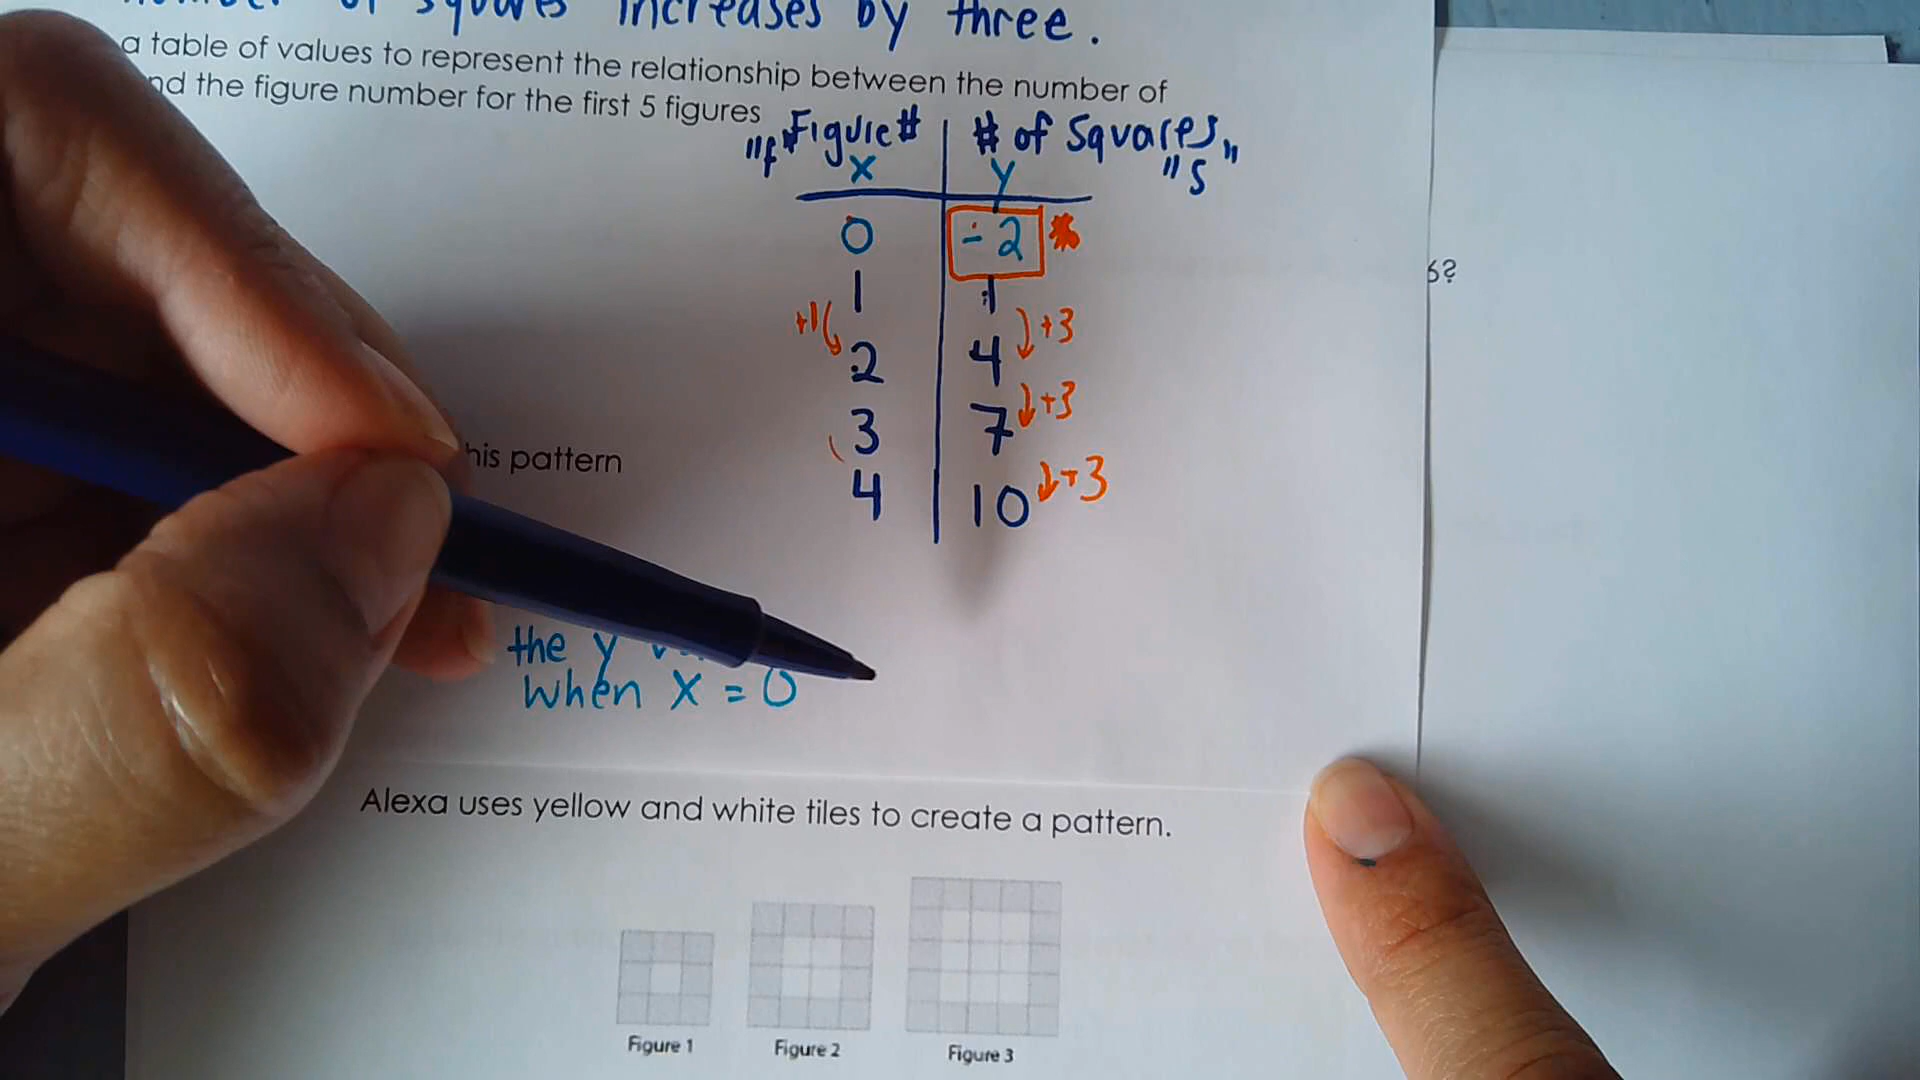 of squares increases by three.
a table of values to represent the relationship between the number of
the figure number for the first 5 figures
"f" Figure # # of Squares "S"
x y
0 -2 *
1 1
+1 +3
2 4
+3
3 7
+3
4 10
6?
pattern
the y
when x = 0
Alexa uses yellow and white tiles to create a pattern.
Figure 1 Figure 2 Figure 3